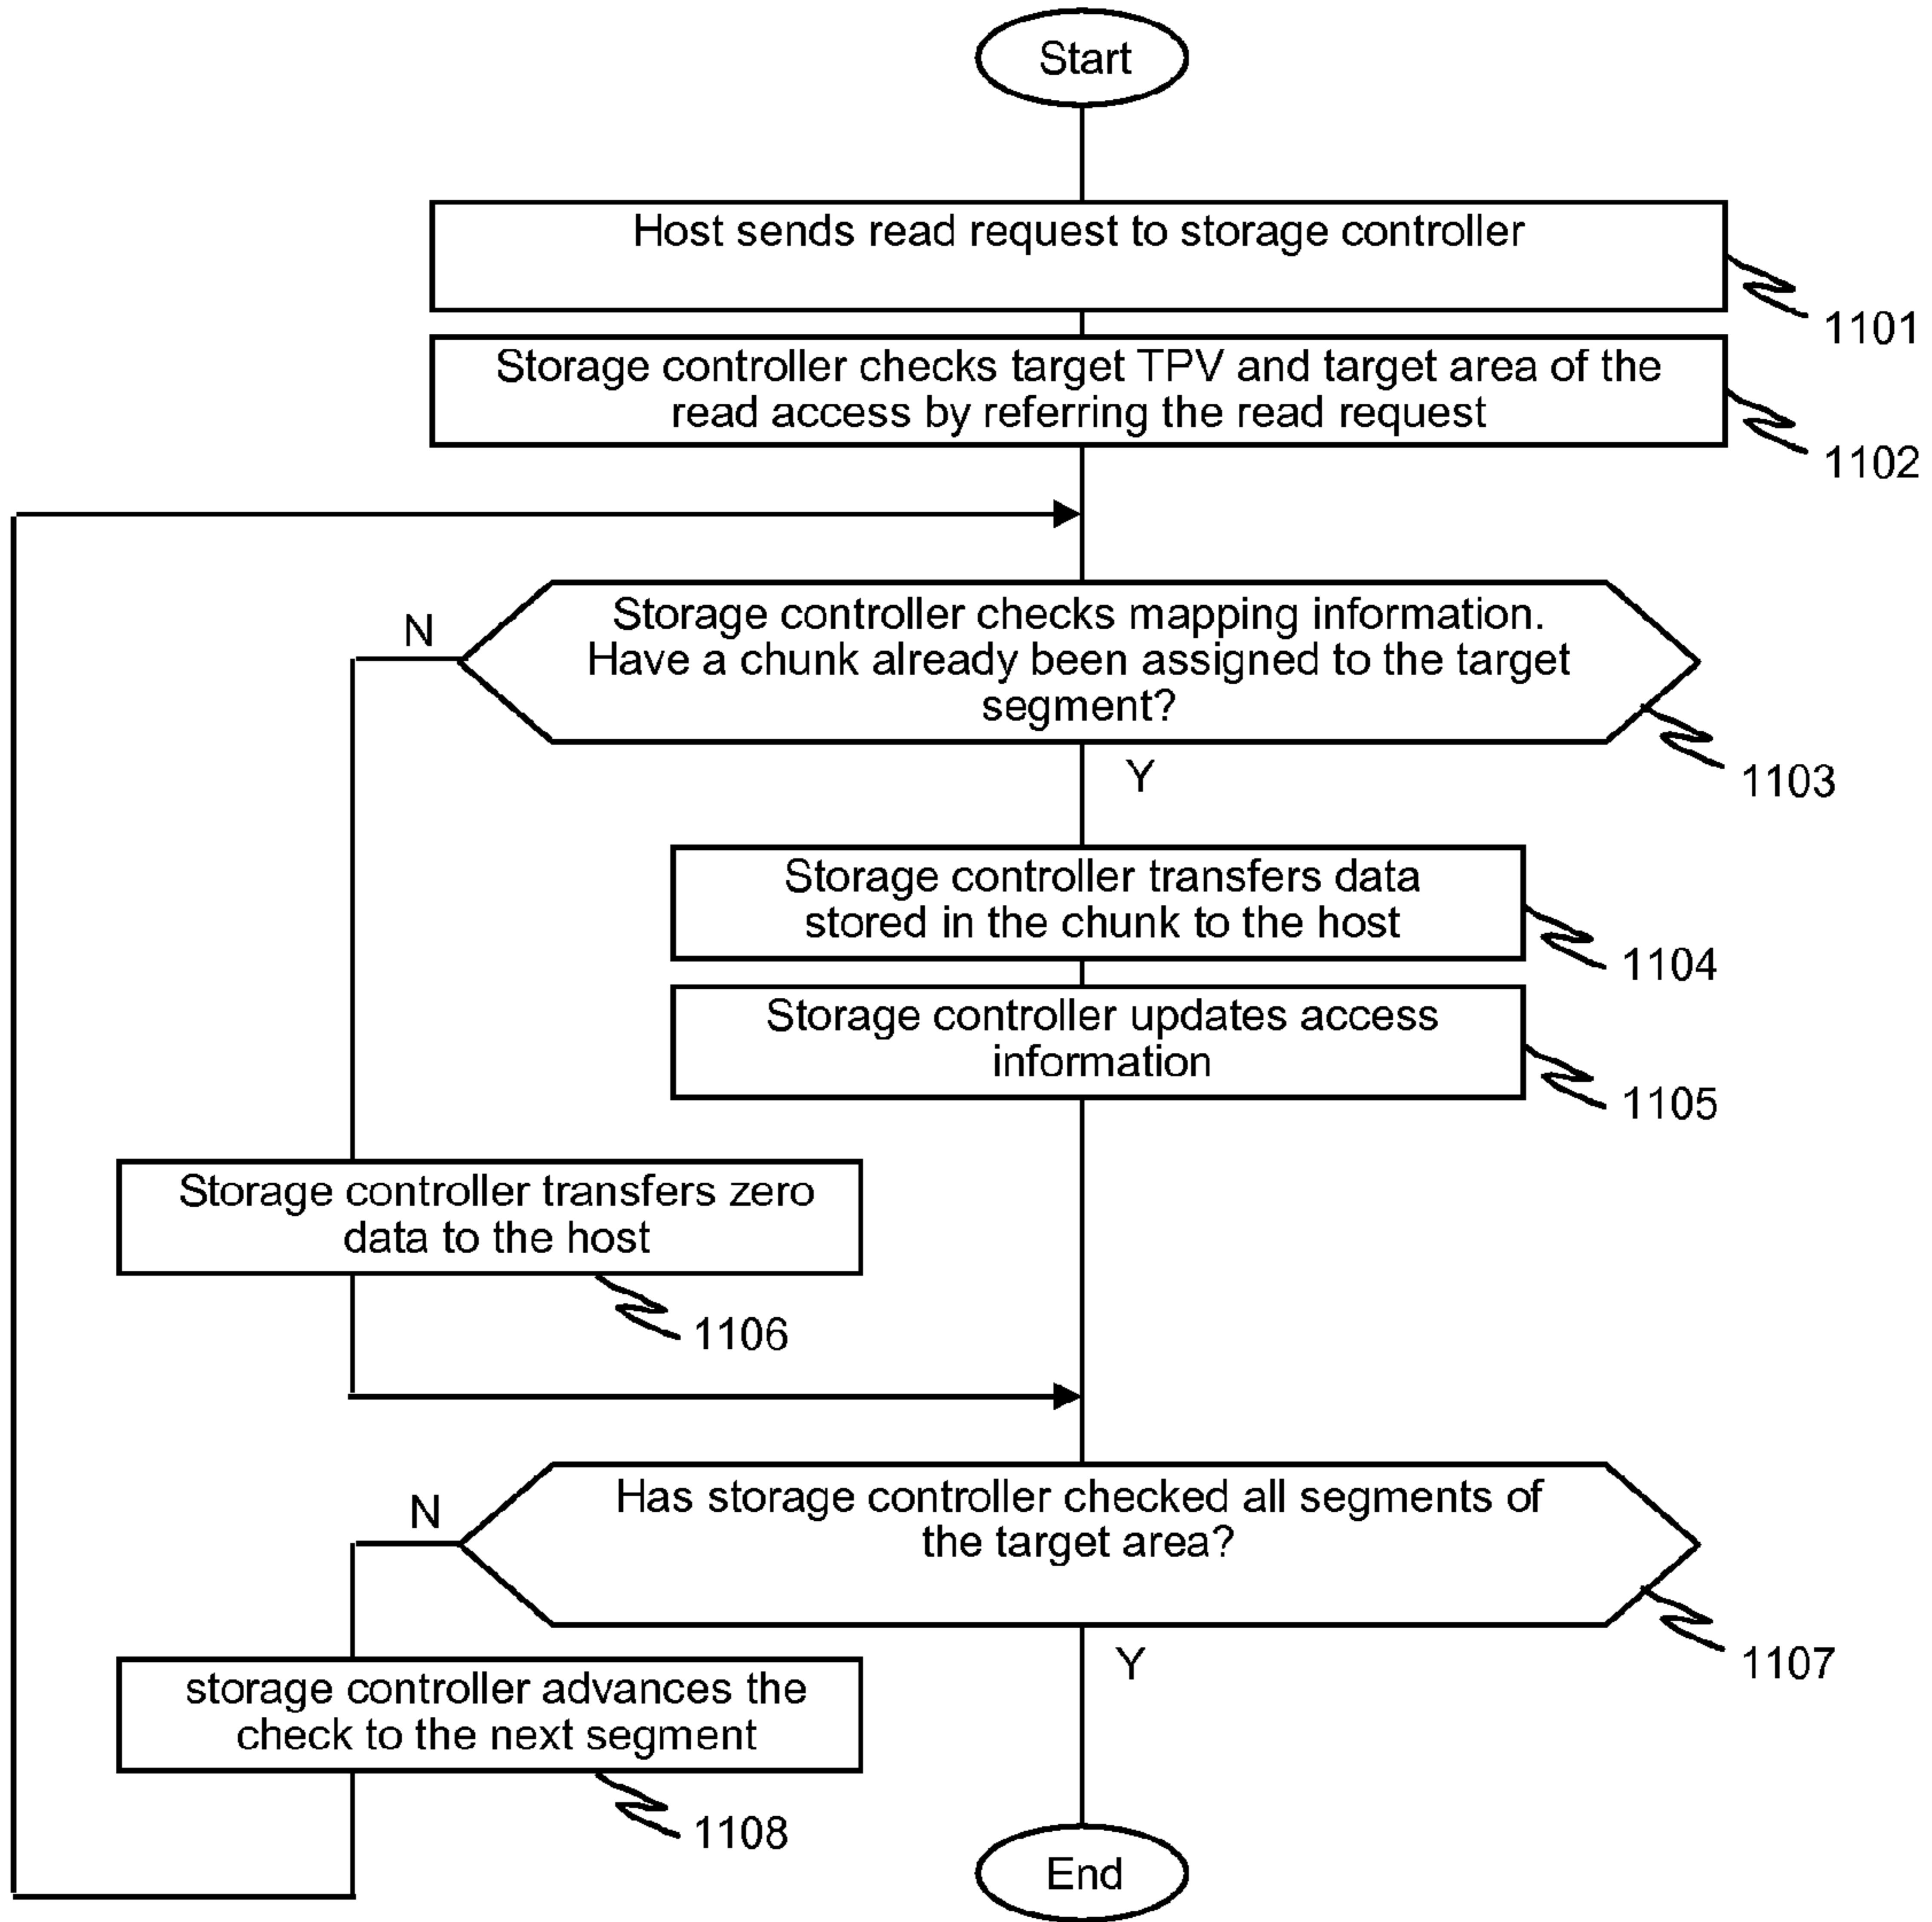 Start
Host sends read request to storage controller
1101
Storage controller checks target TPV and target area of the
read access by referring the read request
1102
N
Storage controller checks mapping information.
Have a chunk already been assigned to the target
segment?
1103
Y
Storage controller transfers data
stored in the chunk to the host
1104
Storage controller updates access
information
1105
Storage controller transfers zero
data to the host
1106
N
Has storage controller checked all segments of
the target area?
1107
Y
storage controller advances the
check to the next segment
1108
End